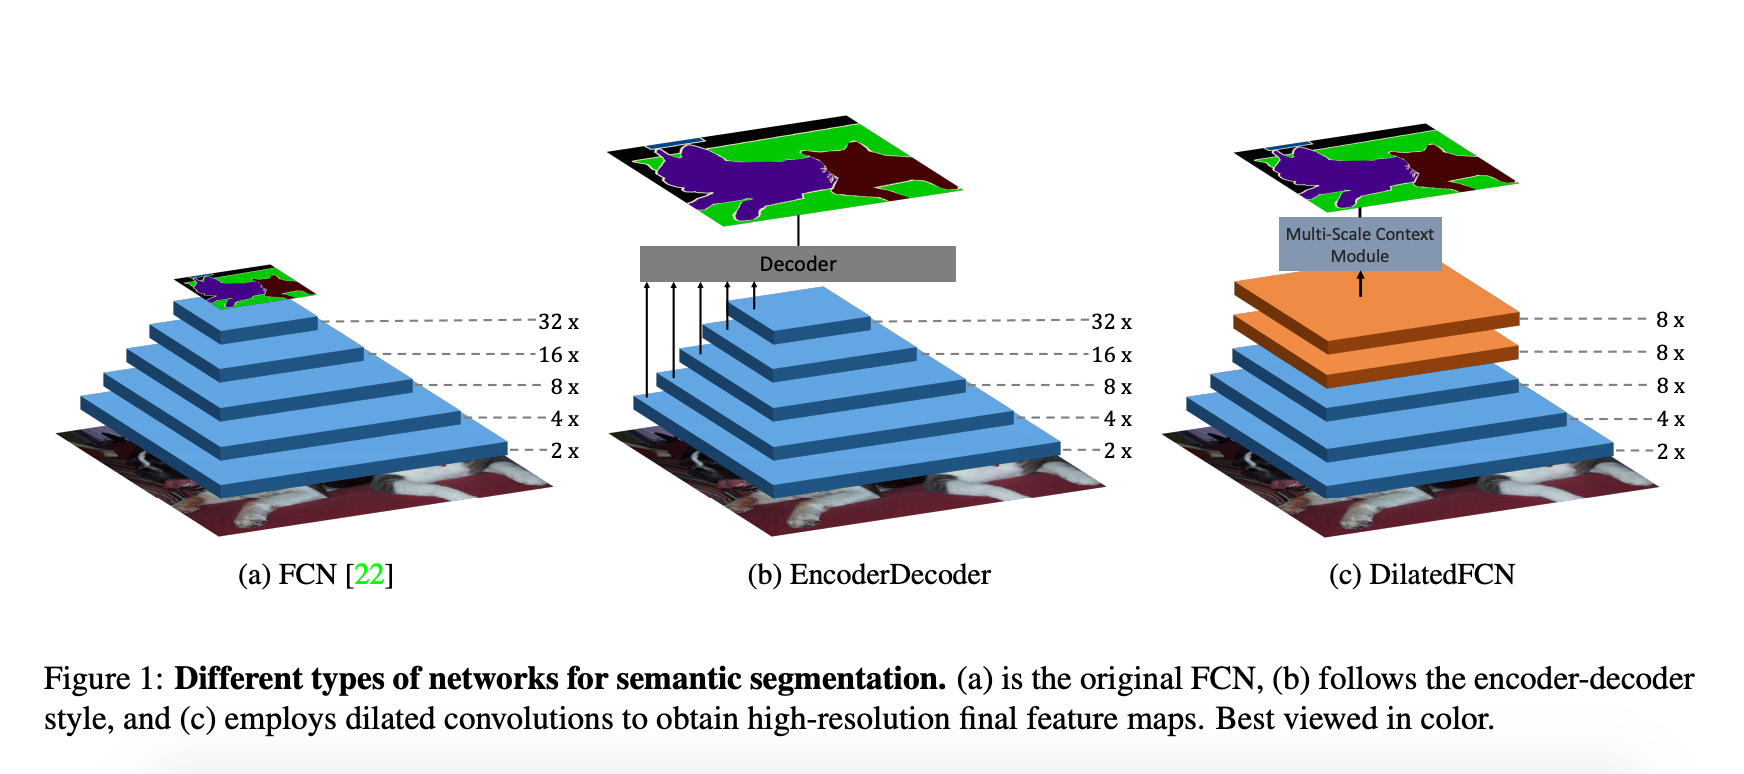 Decoder
Multi-Scale Context
Module
32 x
16 x
8 x
4 x
2 x
32 x
16 x
8 x
4 x
2 x
8 x
8 x
8 x
4 x
2 x
(a) FCN [22]
(b) EncoderDecoder
(c) DilatedFCN
Figure 1: Different types of networks for semantic segmentation. (a) is the original FCN, (b) follows the encoder-decoder
style, and (c) employs dilated convolutions to obtain high-resolution final feature maps. Best viewed in color.